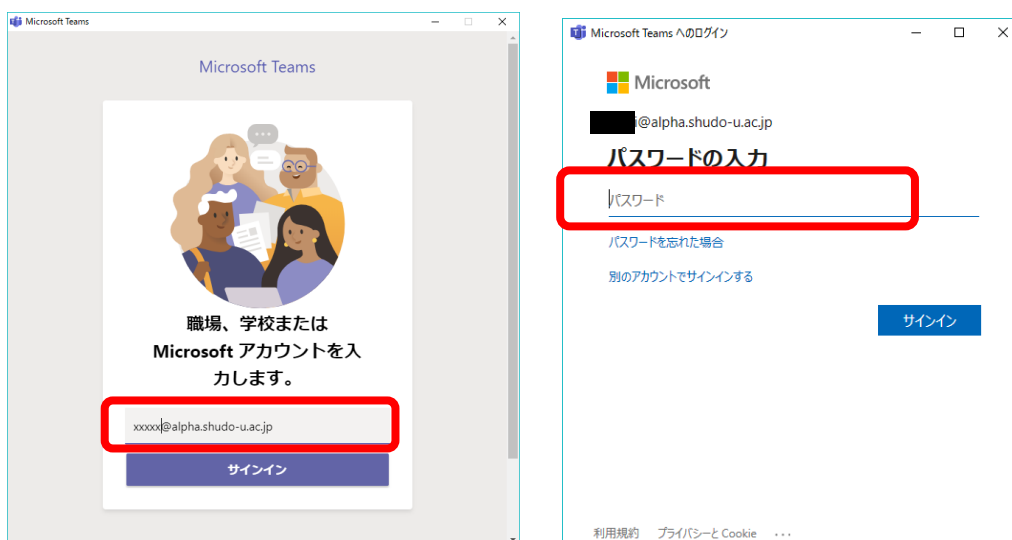 Microsoft Teams
Microsoft Teams
職場、学校または
Microsoft アカウントを入
力します。
xxxxx@alpha.shudo-u.ac.jp
サインイン
Microsoft Teams へのログイン
Microsoft
i@alpha.shudo-u.ac.jp
パスワードの入力
パスワード
パスワードを忘れた場合
別のアカウントでサインインする
サインイン
利用規約 プライバシーと Cookie ...